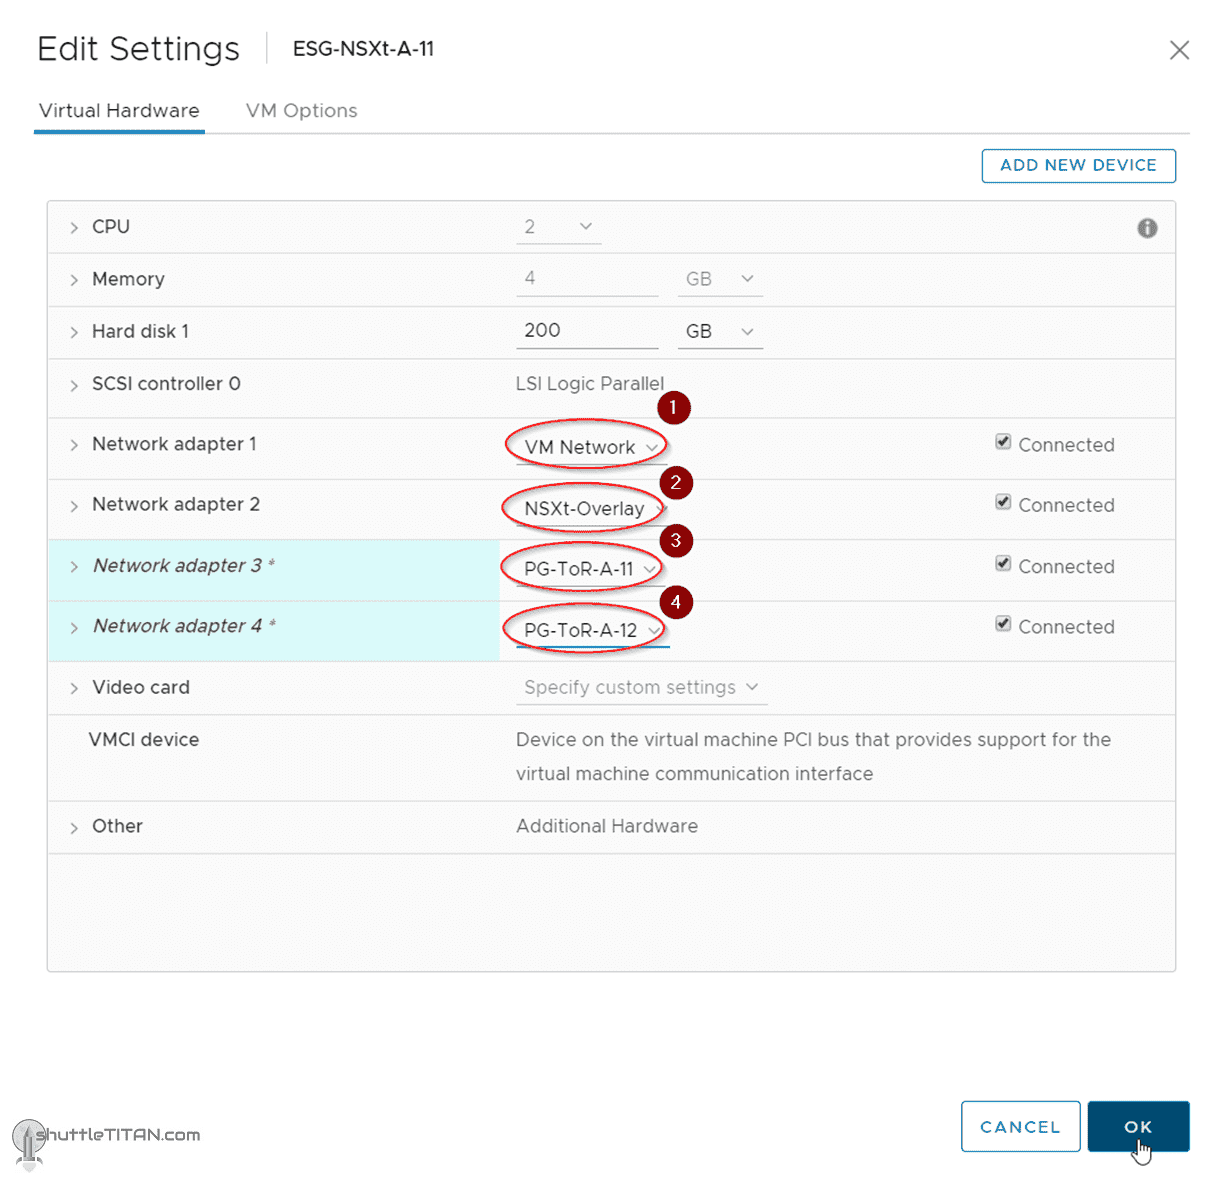 Edit Settings ESG-NSXt-A-11
Virtual Hardware VM Options
ADD NEW DEVICE
CPU 2
Memory 4 GB
Hard disk 1 200 GB
SCSI controller 0 LSI Logic Parallel
1
Network adapter 1 VM Network Connected
2
Network adapter 2 NSXt-Overlay Connected
3
Network adapter 3 * PG-ToR-A-11 Connected
4
Network adapter 4 * PG-ToR-A-12 Connected
Video card Specify custom settings
VMCI device Device on the virtual machine PCI bus that provides support for the
virtual machine communication interface
Other Additional Hardware
shuttleTITAN.com
CANCEL OK